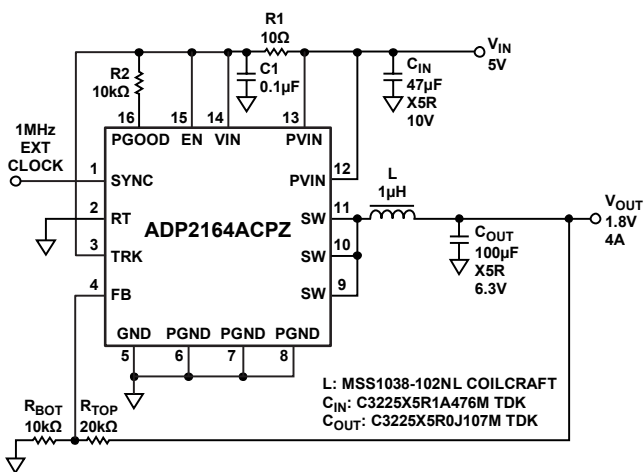 R1
10Ω
VIN
5V
R2
10kΩ
C1
0.1µF
CIN
47µF
X5R
10V
16
15
14
13
PGOOD
EN
VIN
PVIN
1MHz
EXT
CLOCK
1
SYNC
PVIN
12
2
RT
SW
11
L
1µH
VOUT
1.8V
4A
ADP2164ACPZ
3
TRK
SW
10
COUT
100µF
X5R
6.3V
4
FB
SW
9
GND
PGND
PGND
PGND
5
6
7
8
L: MSS1038-102NL COILCRAFT
CIN: C3225X5R1A476M TDK
COUT: C3225X5R0J107M TDK
RBOT
10kΩ
RTOP
20kΩ